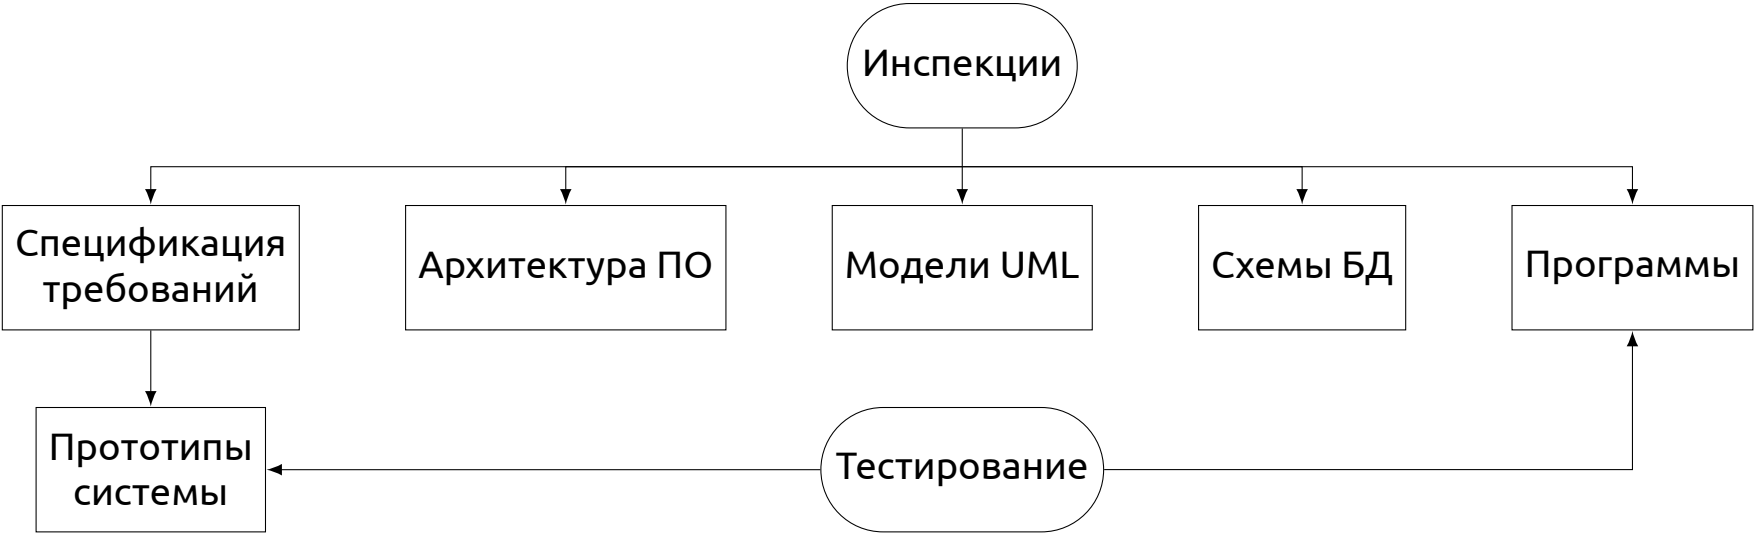 Инспекции
Спецификация
требований
Архитектура ПО
Модели UML
Схемы БД
Программы
Прототипы
системы
Тестирование